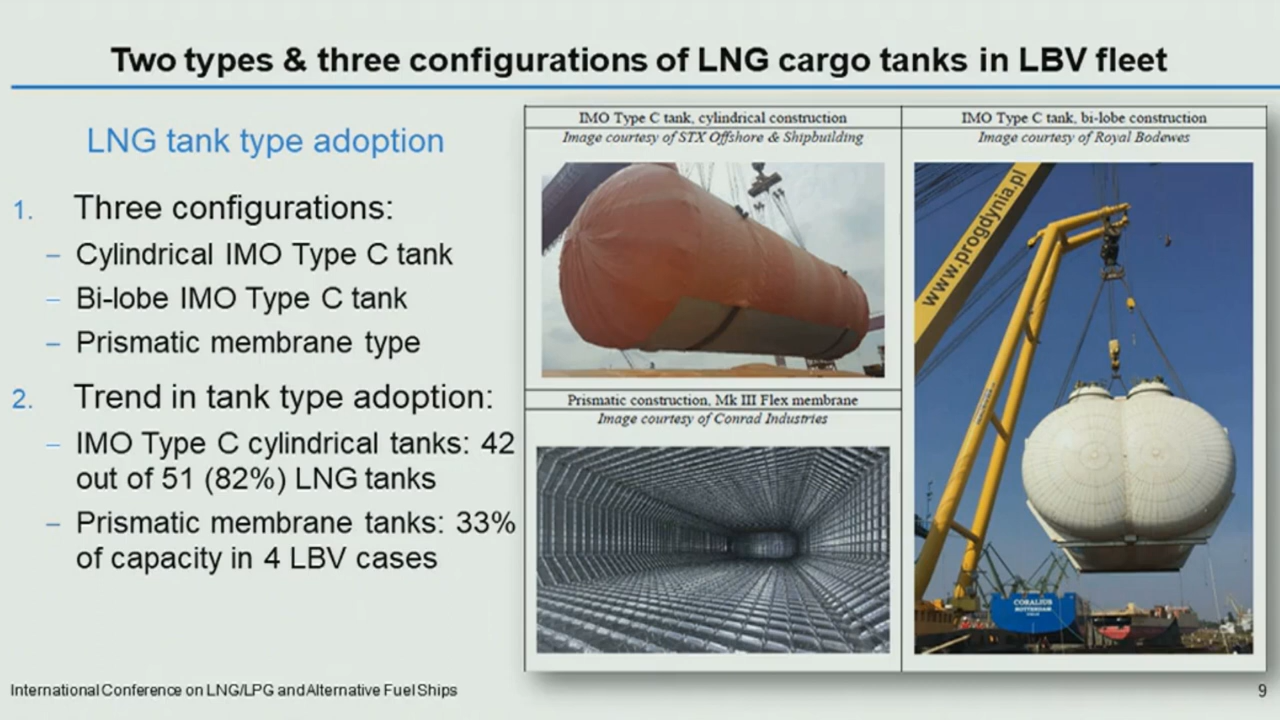 Two types & three configurations of LNG cargo tanks in LBV fleet
LNG tank type adoption
1. Three configurations:
– Cylindrical IMO Type C tank
– Bi-lobe IMO Type C tank
– Prismatic membrane type
2. Trend in tank type adoption:
– IMO Type C cylindrical tanks: 42
out of 51 (82%) LNG tanks
– Prismatic membrane tanks: 33%
of capacity in 4 LBV cases
IMO Type C tank, cylindrical construction
Image courtesy of STX Offshore & Shipbuilding
Prismatic construction, Mk III Flex membrane
Image courtesy of Conrad Industries
IMO Type C tank, bi-lobe construction
Image courtesy of Royal Bodewes
www.progdynia.pl
CORALIUS
ROTTERDAM
International Conference on LNG/LPG and Alternative Fuel Ships
9